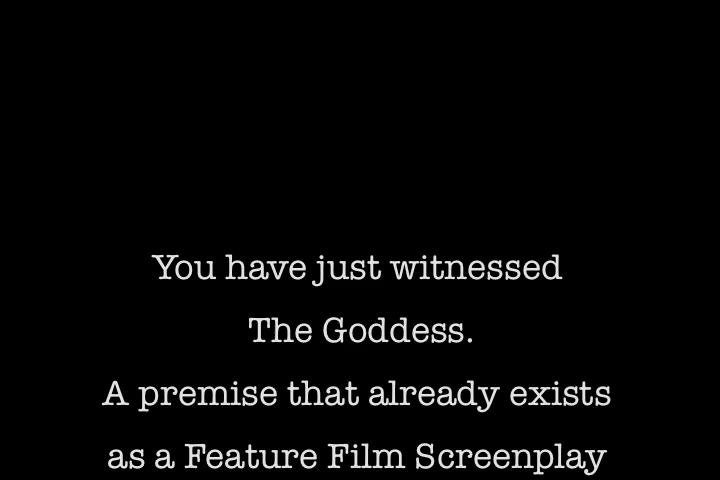 You have just witnessed
The Goddess.
A premise that already exists
as a Feature Film Screenplay